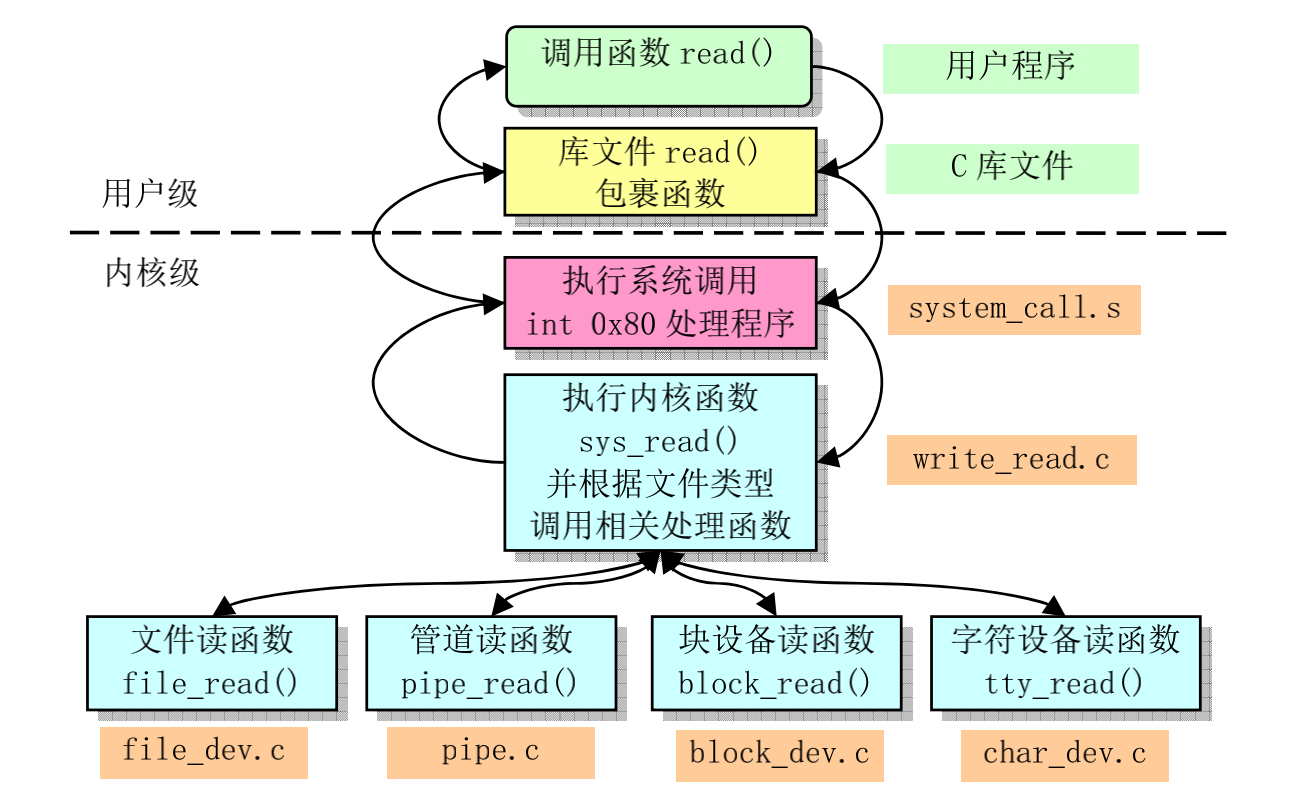 调用函数 read()
用户程序
库文件 read()
包裹函数
C 库文件
用户级
内核级
执行系统调用
int 0x80 处理程序
system_call.s
执行内核函数
sys_read()
并根据文件类型
调用相关处理函数
write_read.c
文件读函数
file_read()
管道读函数
pipe_read()
块设备读函数
block_read()
字符设备读函数
tty_read()
file_dev.c
pipe.c
block_dev.c
char_dev.c